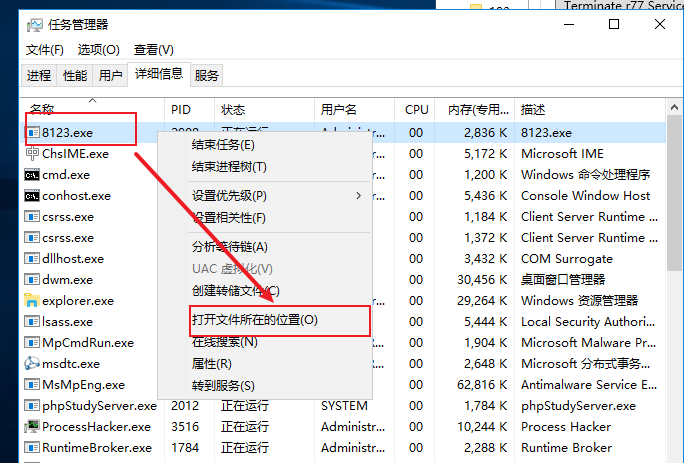 Terminate r77 Service
任务管理器
文件(F) 选项(O) 查看(V)
进程 性能 用户 详细信息 服务
名称 PID 状态 用户名 CPU 内存(专用... 描述
8123.exe 正在运行 Administr... 00 2,836 K 8123.exe
ChsIME.exe 00 5,172 K Microsoft IME
cmd.exe 00 1,200 K Windows 命令处理程序
conhost.exe 00 5,436 K Console Window Host
csrss.exe 00 1,184 K Client Server Runtime ...
csrss.exe 00 1,372 K Client Server Runtime ...
dllhost.exe 00 3,432 K COM Surrogate
dwm.exe 00 30,456 K 桌面窗口管理器
explorer.exe 00 29,264 K Windows 资源管理器
lsass.exe 00 5,444 K Local Security Authori...
MpCmdRun.exe 00 1,904 K Microsoft Malware Pr...
msdtc.exe 00 2,648 K Microsoft 分布式事务...
MsMpEng.exe 00 62,816 K Antimalware Service E...
phpStudyServer.exe 2012 正在运行 SYSTEM 00 1,784 K phpStudyServer.exe
ProcessHacker.exe 3516 正在运行 Administr... 00 10,244 K Process Hacker
RuntimeBroker.exe 1784 正在运行 Administr... 00 2,288 K Runtime Broker
结束任务(E)
结束进程树(T)
设置优先级(P)
设置相关性(F)
分析等待链(A)
UAC 虚拟化(V)
创建转储文件(C)
打开文件所在的位置(O)
在线搜索(N)
属性(R)
转到服务(S)